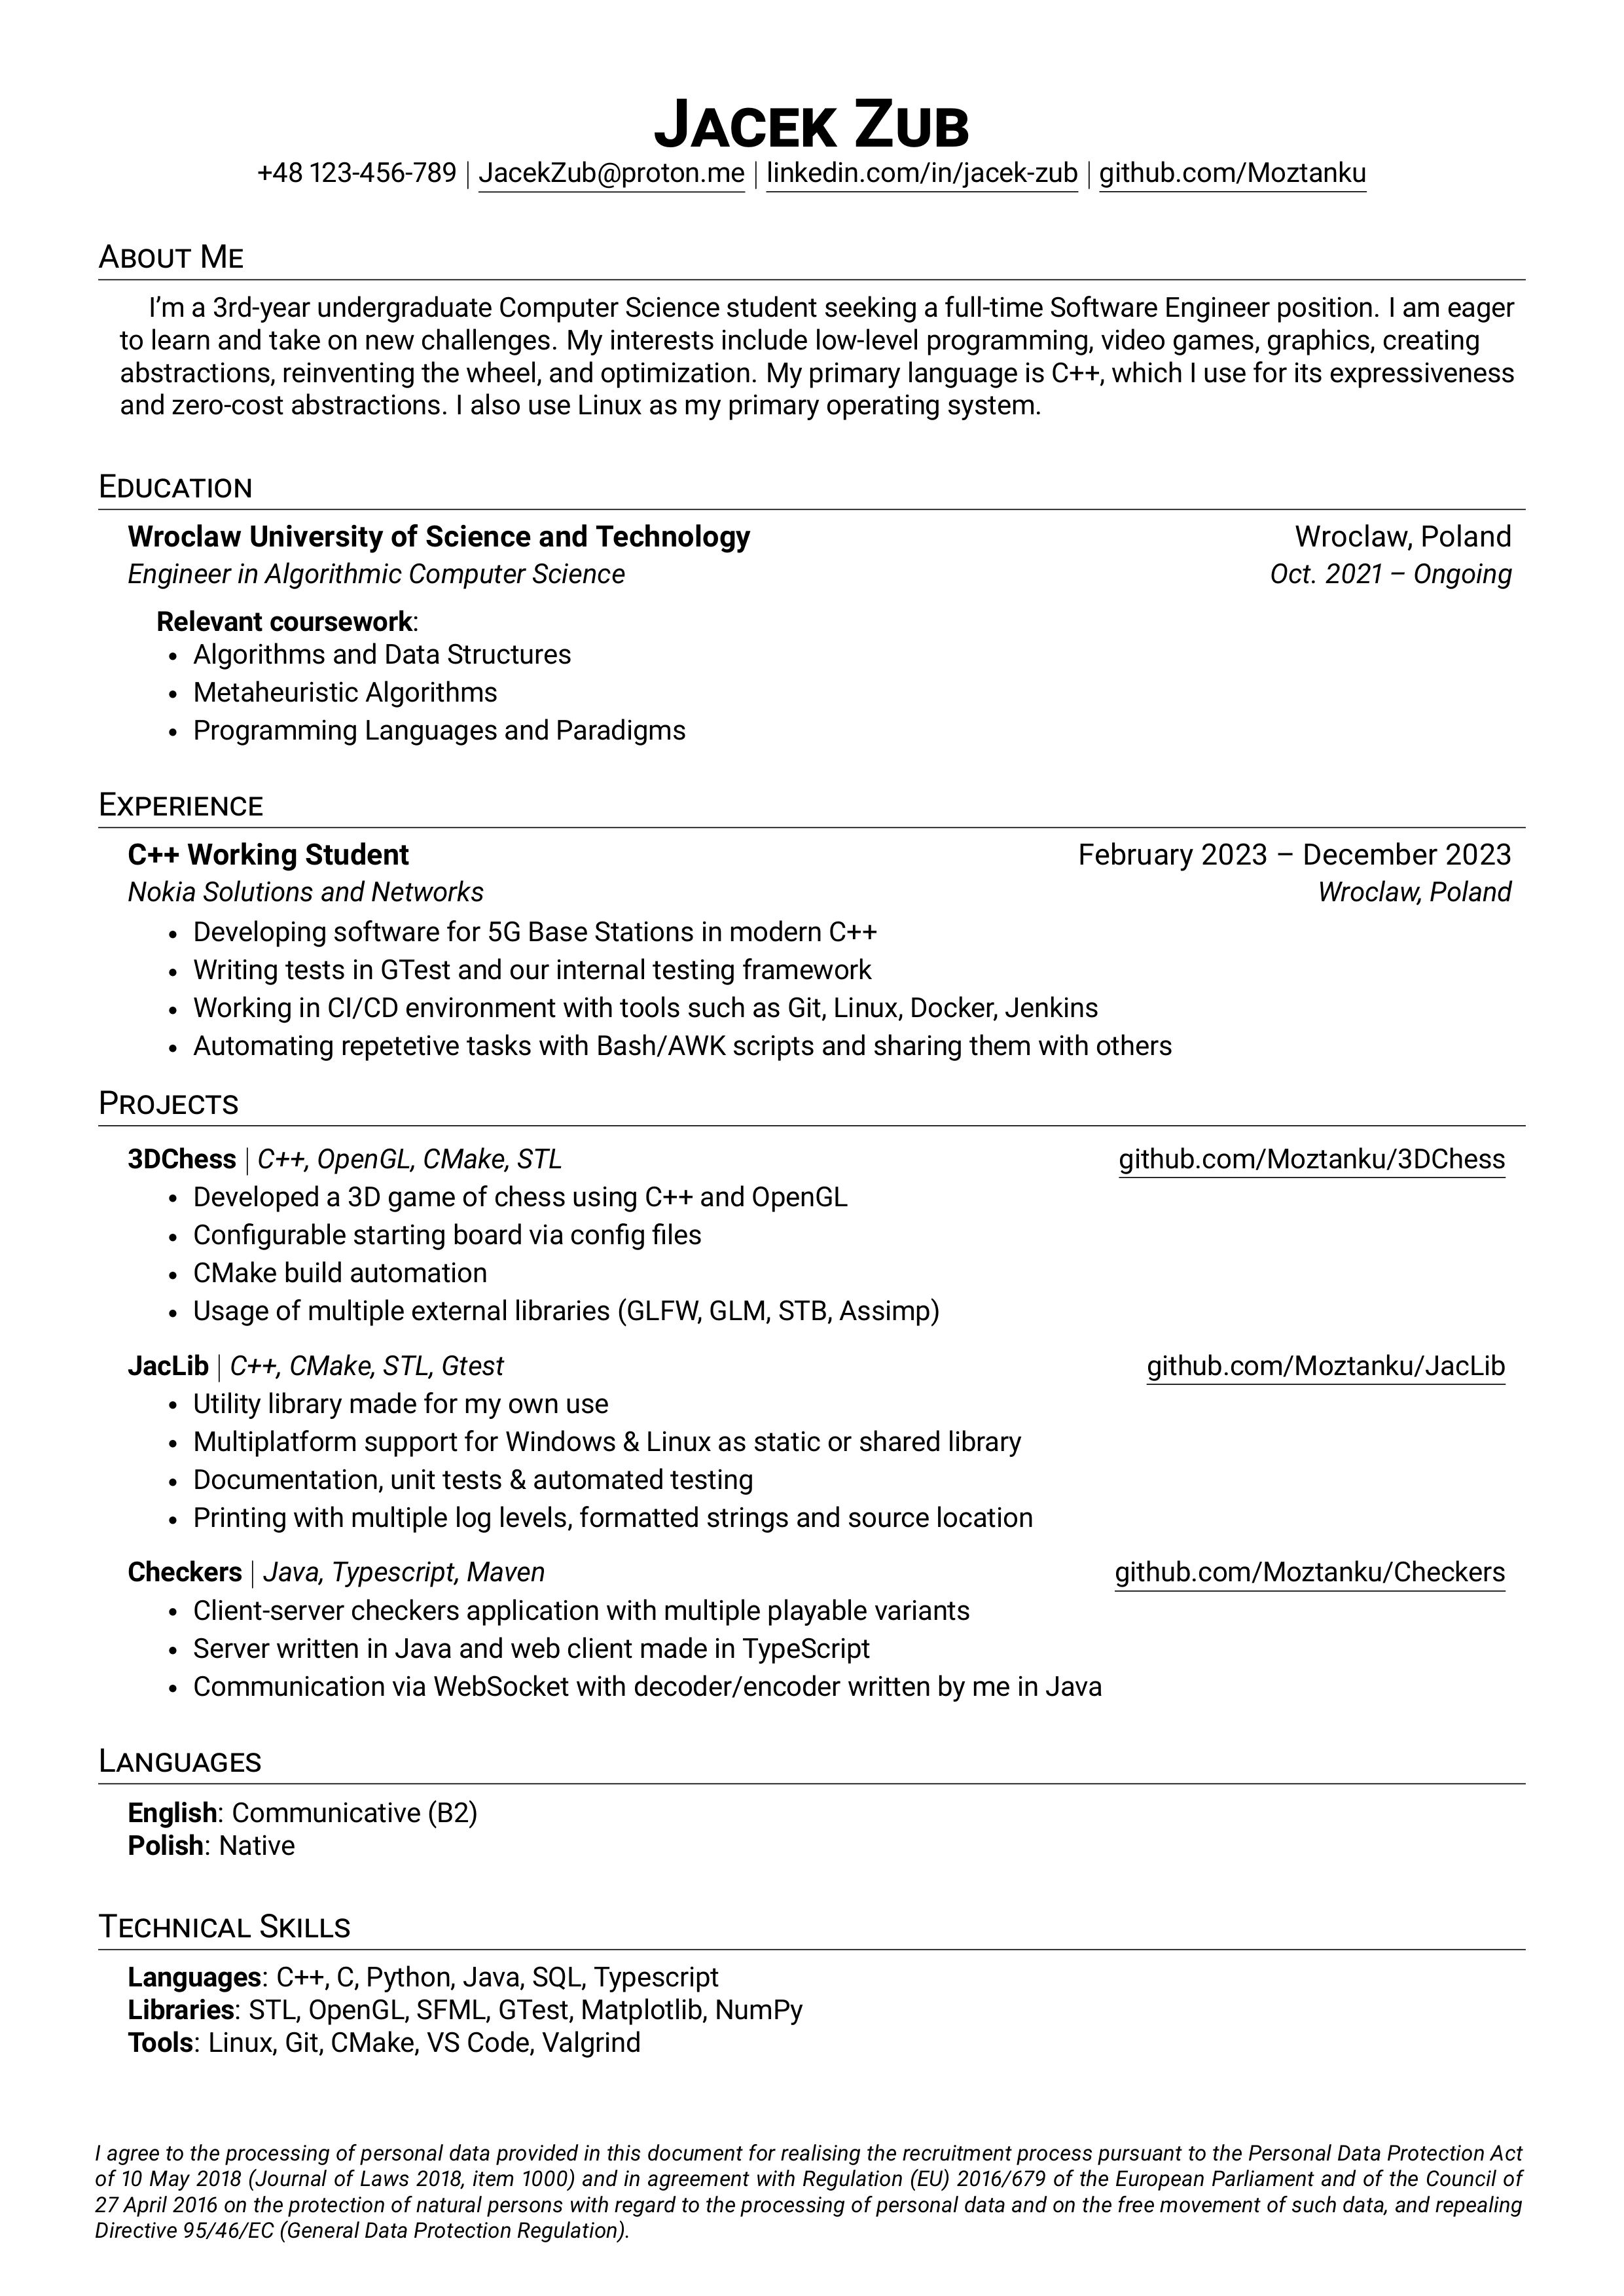 Jacek Zub
+48 123-456-789 | JacekZub@proton.me | linkedin.com/in/jacek-zub | github.com/Moztanku
About Me
I’m a 3rd-year undergraduate Computer Science student seeking a full-time Software Engineer position. I am eager
to learn and take on new challenges. My interests include low-level programming, video games, graphics, creating
abstractions, reinventing the wheel, and optimization. My primary language is C++, which I use for its expressiveness
and zero-cost abstractions. I also use Linux as my primary operating system.
Education
Wroclaw University of Science and Technology Wroclaw, Poland
Engineer in Algorithmic Computer Science Oct. 2021 – Ongoing
Relevant coursework:
• Algorithms and Data Structures
• Metaheuristic Algorithms
• Programming Languages and Paradigms
Experience
C++ Working Student February 2023 – December 2023
Nokia Solutions and Networks Wroclaw, Poland
• Developing software for 5G Base Stations in modern C++
• Writing tests in GTest and our internal testing framework
• Working in CI/CD environment with tools such as Git, Linux, Docker, Jenkins
• Automating repetetive tasks with Bash/AWK scripts and sharing them with others
Projects
3DChess | C++, OpenGL, CMake, STL github.com/Moztanku/3DChess
• Developed a 3D game of chess using C++ and OpenGL
• Configurable starting board via config files
• CMake build automation
• Usage of multiple external libraries (GLFW, GLM, STB, Assimp)
JacLib | C++, CMake, STL, Gtest github.com/Moztanku/JacLib
• Utility library made for my own use
• Multiplatform support for Windows & Linux as static or shared library
• Documentation, unit tests & automated testing
• Printing with multiple log levels, formatted strings and source location
Checkers | Java, Typescript, Maven github.com/Moztanku/Checkers
• Client-server checkers application with multiple playable variants
• Server written in Java and web client made in TypeScript
• Communication via WebSocket with decoder/encoder written by me in Java
Languages
English: Communicative (B2)
Polish: Native
Technical Skills
Languages: C++, C, Python, Java, SQL, Typescript
Libraries: STL, OpenGL, SFML, GTest, Matplotlib, NumPy
Tools: Linux, Git, CMake, VS Code, Valgrind
I agree to the processing of personal data provided in this document for realising the recruitment process pursuant to the Personal Data Protection Act
of 10 May 2018 (Journal of Laws 2018, item 1000) and in agreement with Regulation (EU) 2016/679 of the European Parliament and of the Council of
27 April 2016 on the protection of natural persons with regard to the processing of personal data and on the free movement of such data, and repealing
Directive 95/46/EC (General Data Protection Regulation).